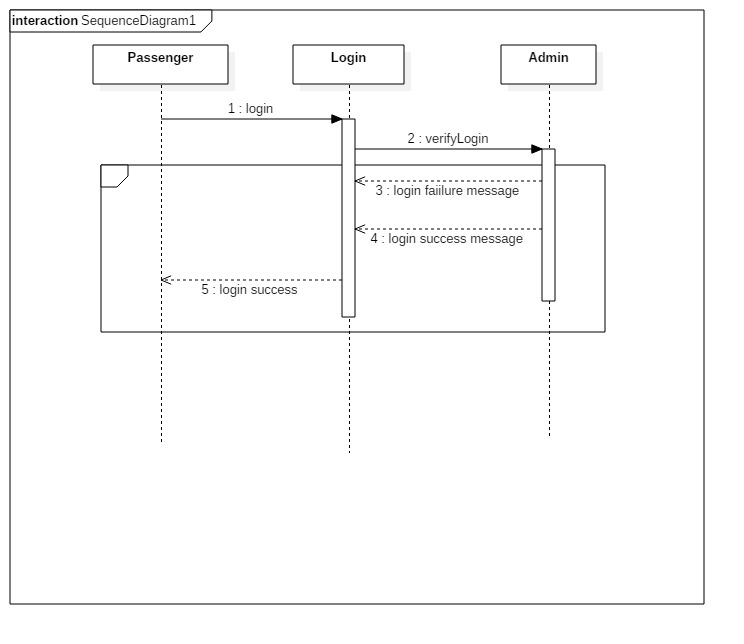 interaction SequenceDiagram1
Passenger
Login
Admin
1 : login
2 : verifyLogin
3 : login faiilure message
4 : login success message
5 : login success